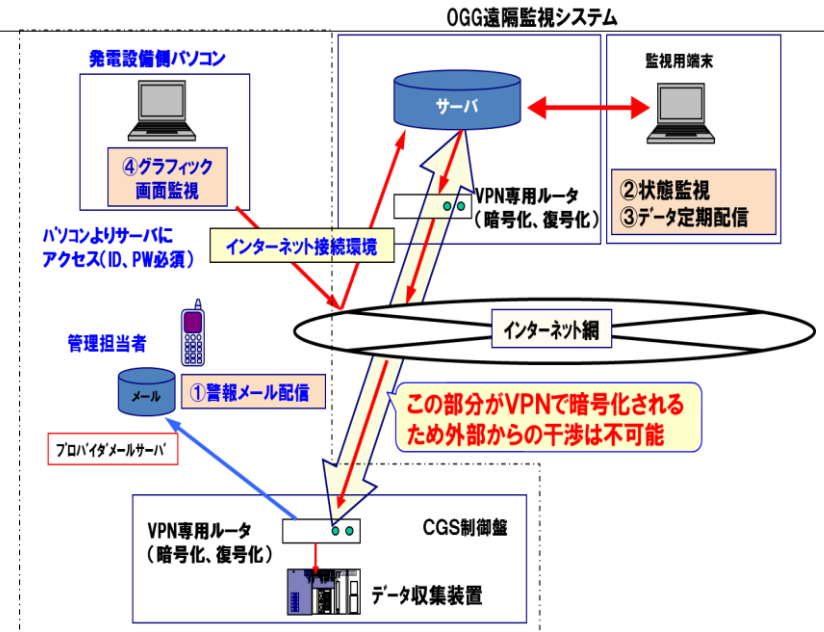 OGG遠隔監視システム
発電設備側パソコン
④グラフィック
画面監視
パソコンよりサーバに
アクセス(ID、PW必須)
サーバ
監視用端末
VPN専用ルータ
(暗号化、復号化)
②状態監視
③データ定期配信
インターネット接続環境
インターネット網
管理担当者
メール
①警報メール配信
プロバイダメールサーバ
この部分がVPNで暗号化される
ため外部からの干渉は不可能
VPN専用ルータ
(暗号化、復号化)
CGS制御盤
データ収集装置